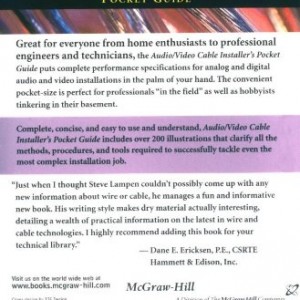 POCKET GUIDE
Great for everyone from home enthusiasts to professional
engineers and technicians, the Audio/Video Cable Installer's Pocket
Guide puts complete performance specifications for analog and digital
audio and video installations in the palm of your hand. The convenient
pocket-size is perfect for professionals "in the field" as well as hobbyists
tinkering in their basement.
Complete, concise, and easy to use and understand, Audio/Video Cable
Installer's Pocket Guide includes over 200 illustrations that clarify all the
methods, procedures, and tools required to successfully tackle even the
most complex installation job.
"Just when I thought Steve Lampen couldn't possibly come up with any
new information about wire or cable, he manages a fun and informative
new book. His writing style makes dry material actually interesting,
detailing a wealth of practical information on the latest in wire and
cable technologies. I highly recommend adding this book for your
technical library."
— Dane E. Ericksen, P.E., CSRTE
Hammett & Edison, Inc.
Visit us on the world wide web at
www.books.mcgraw-hill.com
McGraw-Hill
A Division of The McGraw-Hill Companies